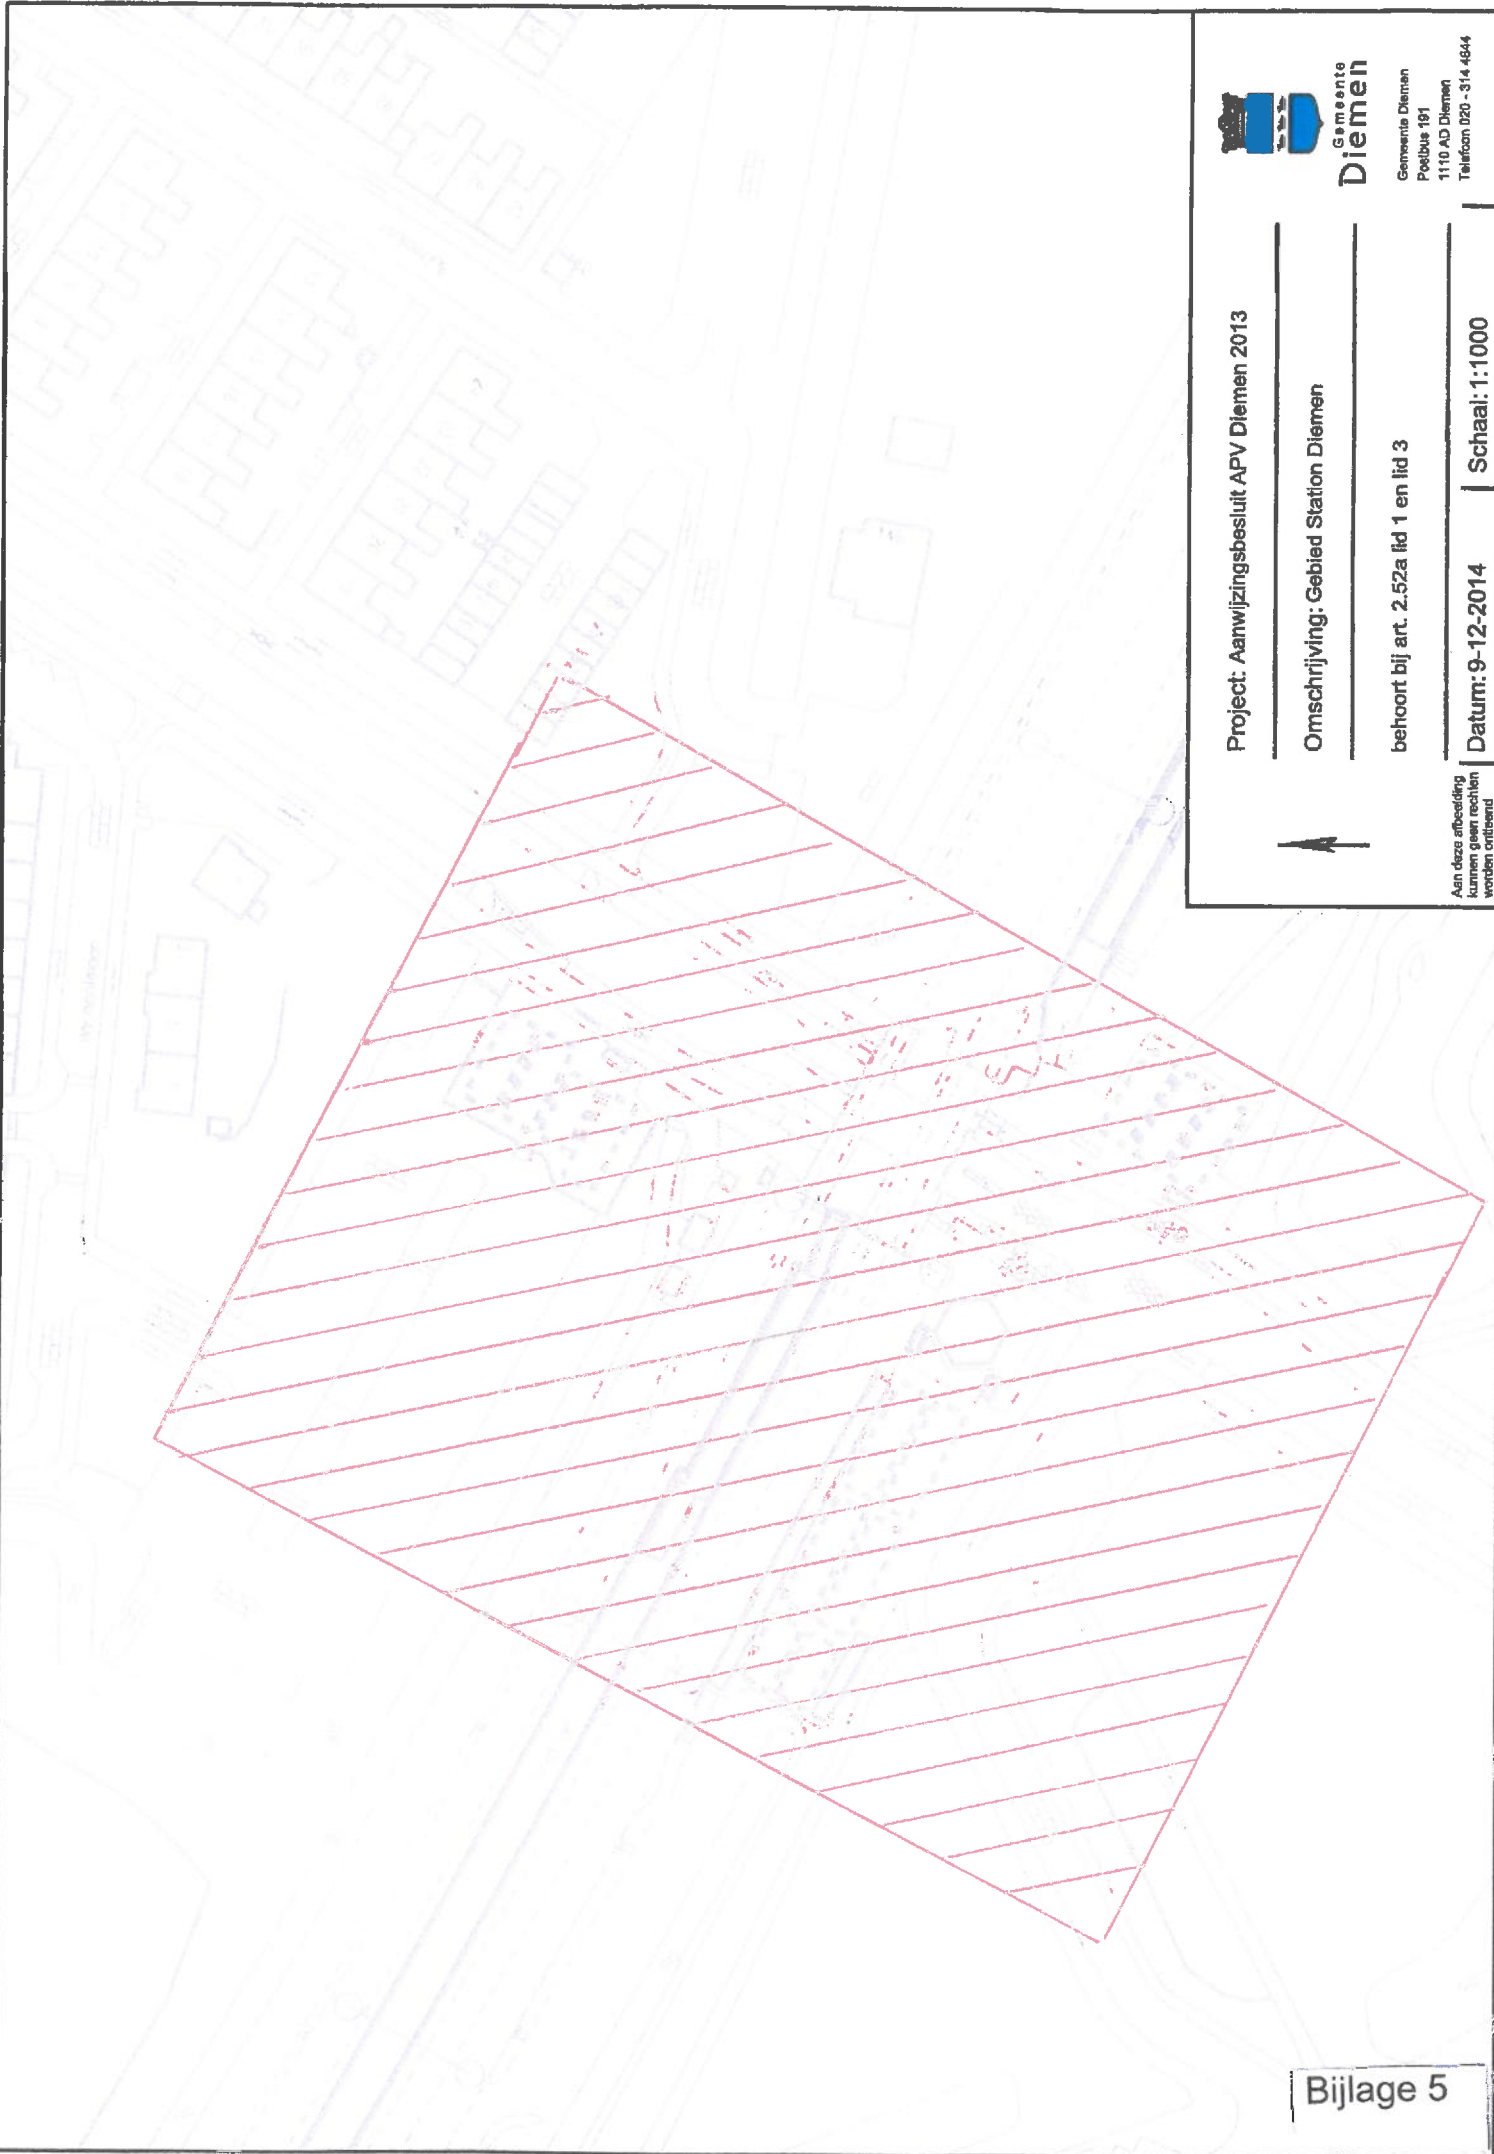 Project: Aanwijzingsbesluit APV Diemen 2013
Omschrijving: Gebied Station Diemen
behoort bij art. 2.52a lid 1 en lid 3
Aan deze afbeelding
kunnen geen rechten
worden ontleend
Datum: 9-12-2014
Schaal: 1:1000
Gemeente
Diemen
Gemeente Diemen
Postbus 191
1110 AD Diemen
Telefoon 020 - 314 4644
Bijlage 5